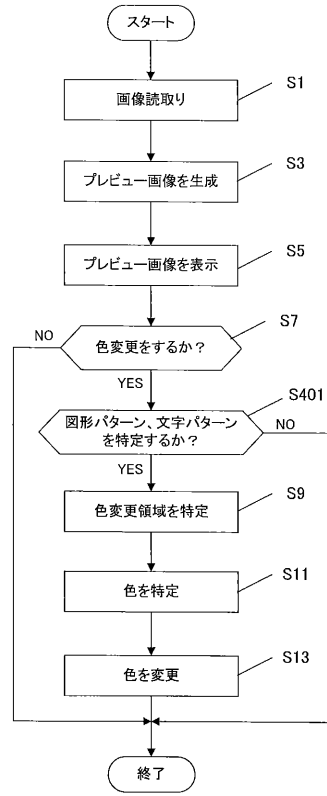 スタート
画像読取り
S1
プレビュー画像を生成
S3
プレビュー画像を表示
S5
色変更をするか？
S7
NO
YES
図形パターン、文字パターン
を特定するか？
S401
NO
YES
色変更領域を特定
S9
色を特定
S11
色を変更
S13
終了